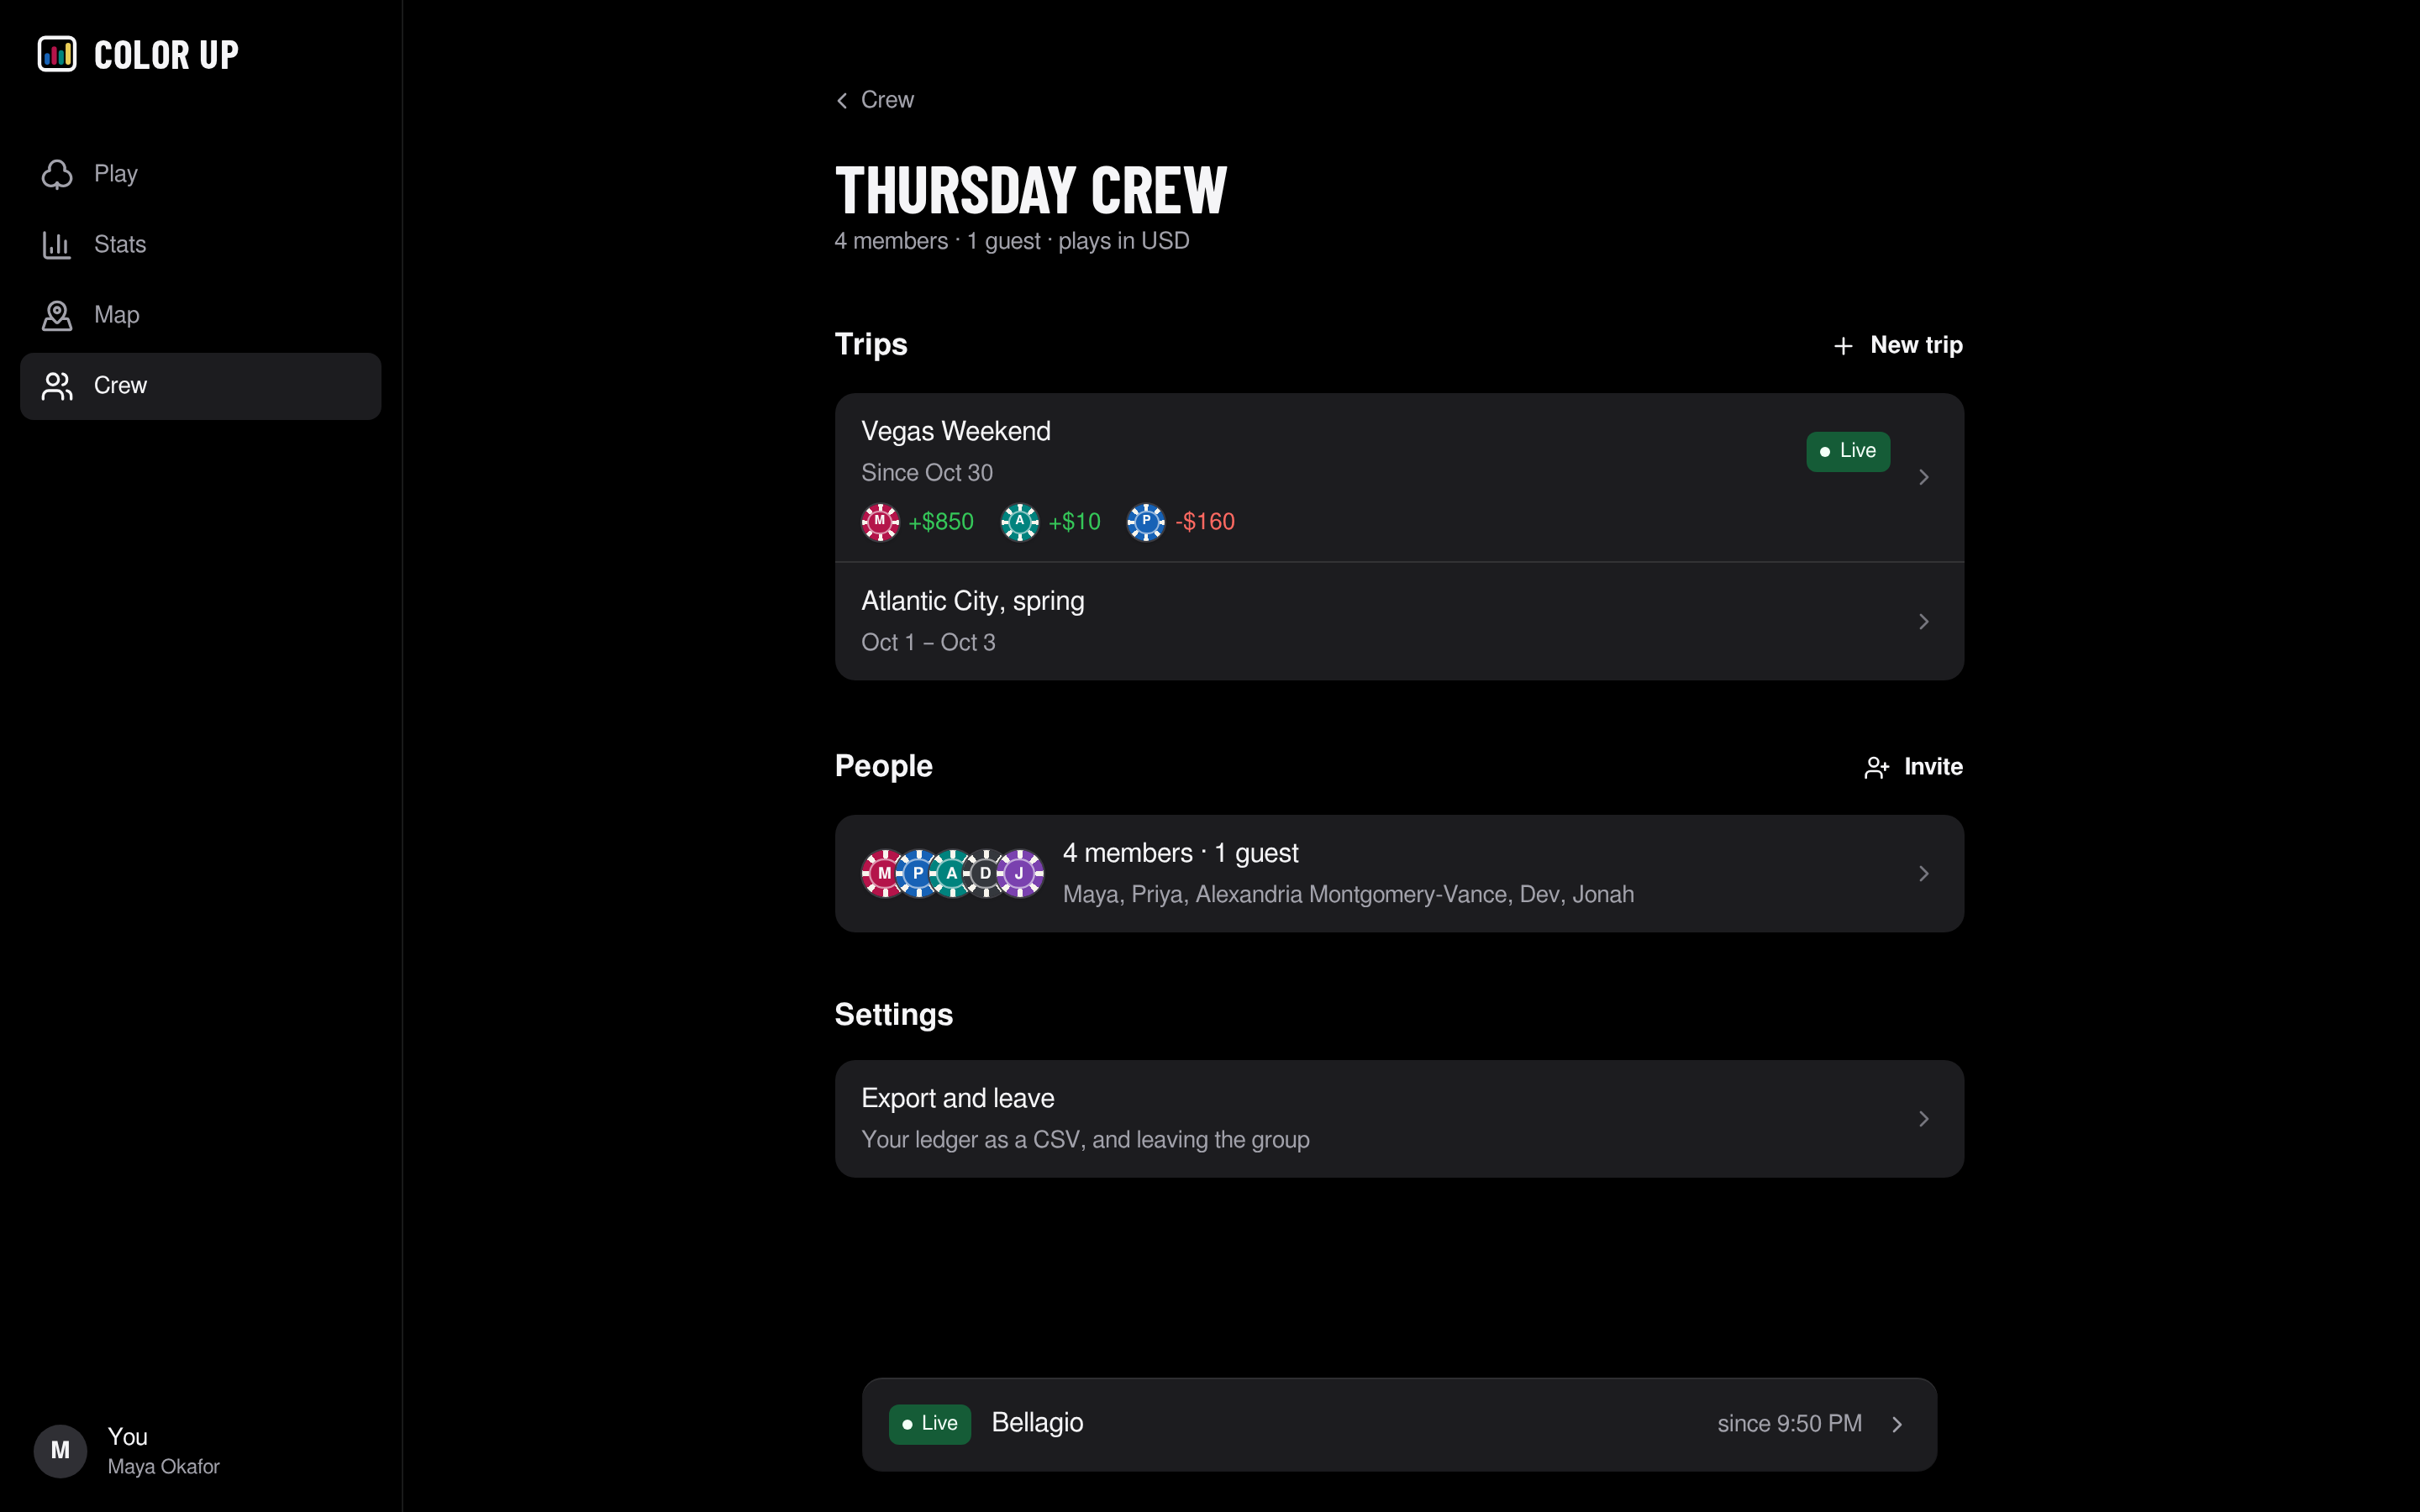 COLOR UP
Play
Stats
Map
Crew
Crew
THURSDAY CREW
4 members · 1 guest · plays in USD
Trips
New trip
Vegas Weekend
Live
Since Oct 30
M +$850 A +$10 P -$160
Atlantic City, spring
Oct 1 – Oct 3
People
Invite
M P A D J
4 members · 1 guest
Maya, Priya, Alexandria Montgomery-Vance, Dev, Jonah
Settings
Export and leave
Your ledger as a CSV, and leaving the group
Live Bellagio since 9:50 PM
M
You
Maya Okafor